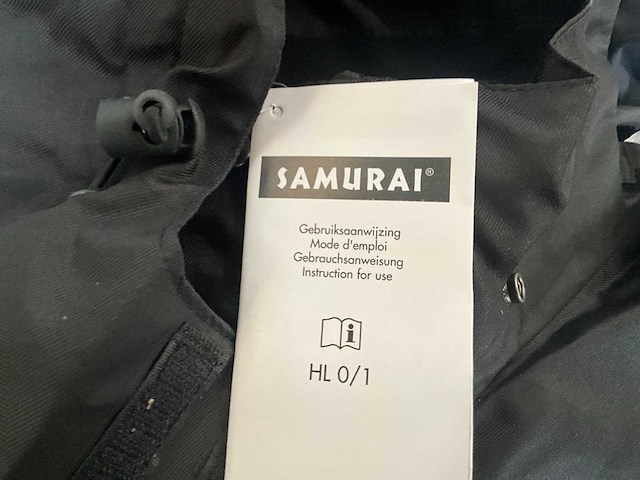 SAMURAI®
Gebruiksaanwijzing
Mode d'emploi
Gebrauchsanweisung
Instruction for use
i
HL 0/1